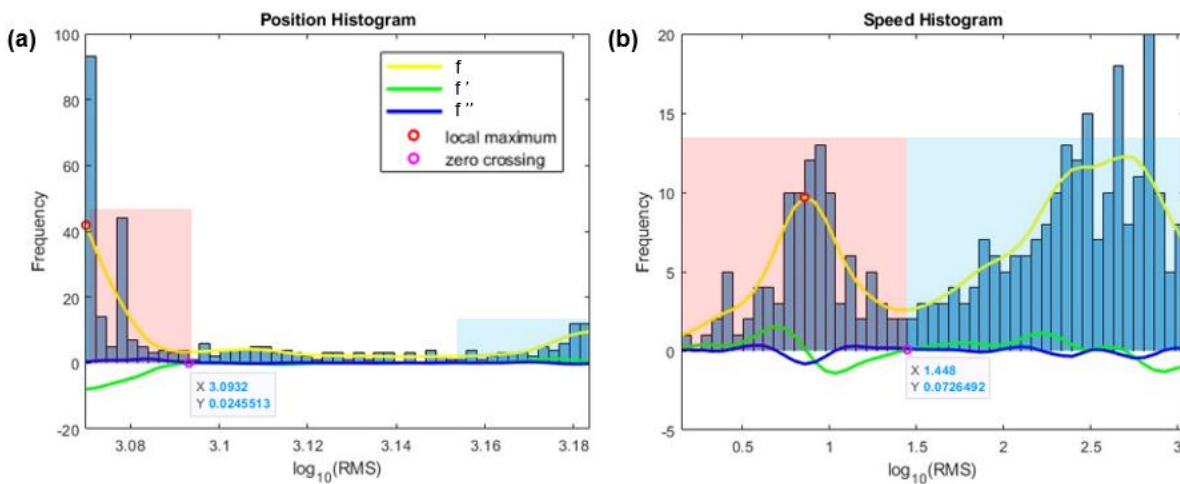 (a)
Position Histogram
f
f '
f ''
local maximum
zero crossing
X 3.0932
Y 0.0245513
Frequency
100
80
60
40
20
0
-20
3.08 3.1 3.12 3.14 3.16 3.18
log10(RMS)
(b)
Speed Histogram
X 1.448
Y 0.0726492
Frequency
20
15
10
5
0
-5
0.5 1 1.5 2 2.5
log10(RMS)